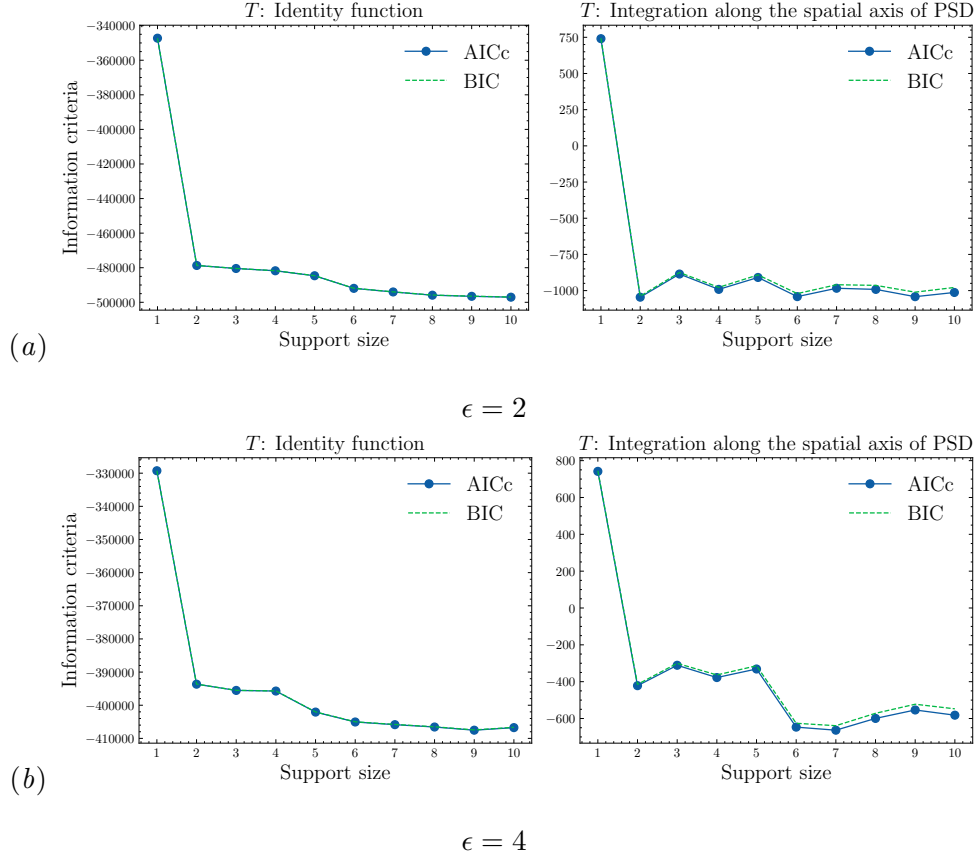 T: Identity function
−340000
−360000
−380000
−400000
−420000
−440000
−460000
−480000
−500000
Information criteria
AICc
BIC
1 2 3 4 5 6 7 8 9 10
Support size
T: Integration along the spatial axis of PSD
750
500
250
0
−250
−500
−750
−1000
AICc
BIC
1 2 3 4 5 6 7 8 9 10
Support size
(a)
ϵ = 2
T: Identity function
−330000
−340000
−350000
−360000
−370000
−380000
−390000
−400000
−410000
Information criteria
AICc
BIC
1 2 3 4 5 6 7 8 9 10
Support size
T: Integration along the spatial axis of PSD
800
600
400
200
0
−200
−400
−600
AICc
BIC
1 2 3 4 5 6 7 8 9 10
Support size
(b)
ϵ = 4